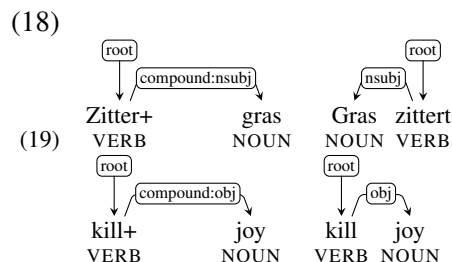 (18)
root root
compound:nsubj nsubj
Zitter+ gras Gras zittert
VERB NOUN NOUN VERB
(19)
root root
compound:obj obj
kill+ joy kill joy
VERB NOUN VERB NOUN